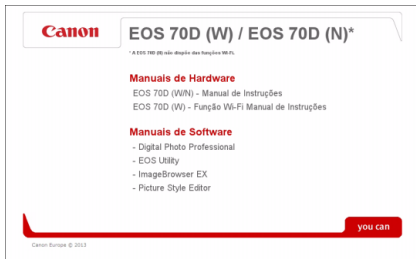 Canon
EOS 70D (W) / EOS 70D (N)*
* A EOS 70D (N) não dispõe das funções Wi-Fi.
Manuais de Hardware
EOS 70D (W/N) - Manual de Instruções
EOS 70D (W) - Função Wi-Fi Manual de Instruções
Manuais de Software
- Digital Photo Professional
- EOS Utility
- ImageBrowser EX
- Picture Style Editor
you can
Canon Europe © 2013